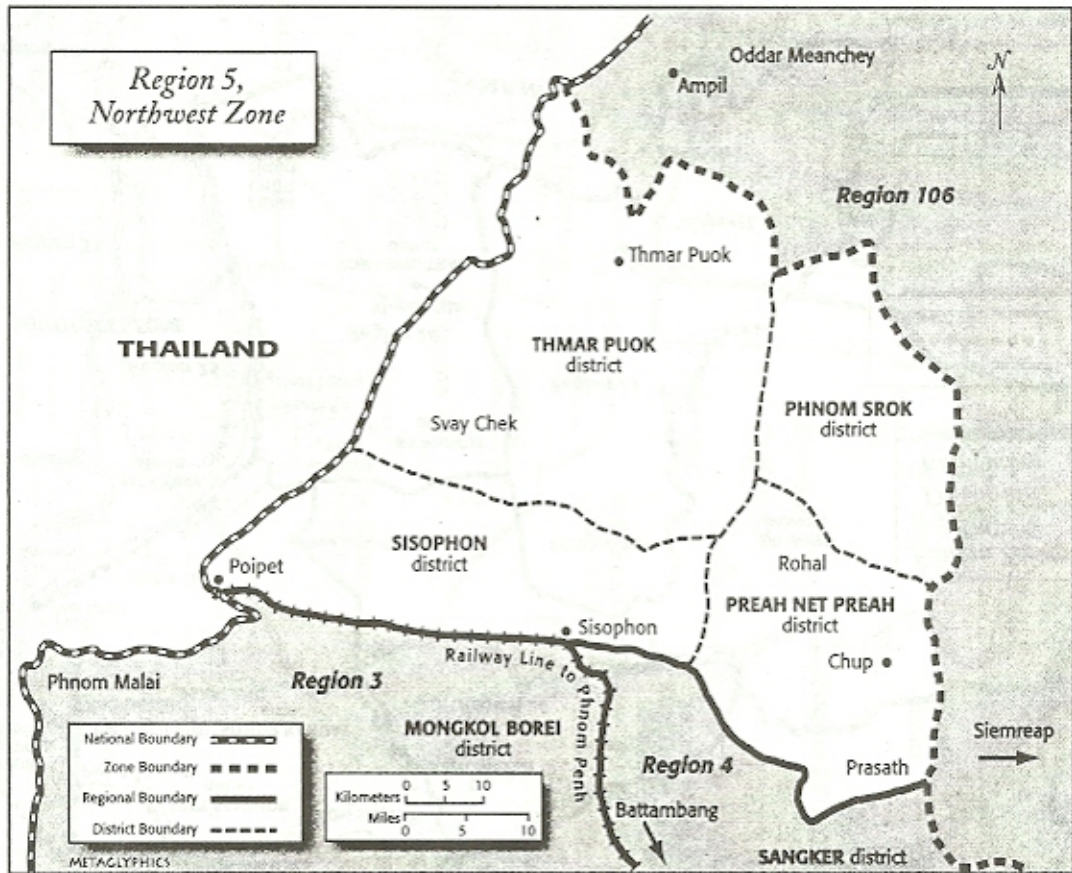 Region 5,
Northwest Zone
Oddar Meanchey
Ampil
N
Region 106
Thmar Puok
THAILAND
THMAR PUOK
district
PHNOM SROK
district
Svay Chek
SISOPHON
district
Rohal
Poipet
PREAH NET PREAH
district
Sisophon
Chup
Railway Line to Phnom Penh
Phnom Malai
Region 3
MONGKOL BOREI
district
Region 4
Siemreap
Prasath
Battambang
SANGKER district
National Boundary
Zone Boundary
Regional Boundary
District Boundary
0 5 10
Kilometers
Miles
0 5 10
METAGLYPHICS